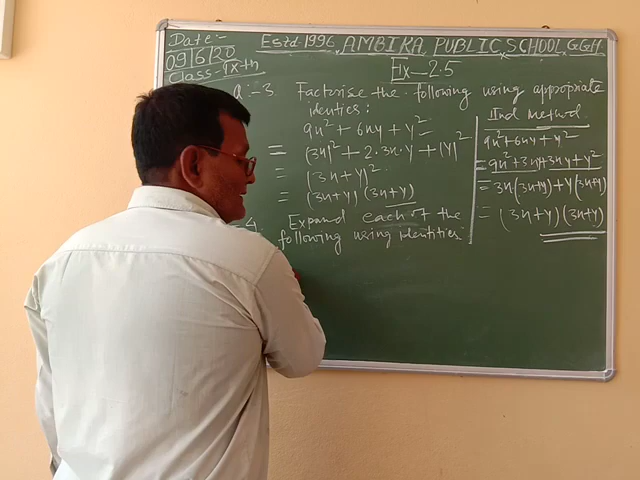 Date:-
09/6/20
Class-IX-th
Estd. 1996, AMBIKA PUBLIC SCHOOL, GGH
Ex-2.5
Q:-3. Factorise the following using appropriate
identies:
9x²+6xy+y²
= (3x)²+2·3x·y+(y)²
= (3x+y)²
= (3x+y)(3x+y)
4. Expand each of the
following using identities.
IInd method
9x²+6xy+y²
= 9x²+3xy+3xy+y²
= 3x(3x+y)+y(3x+y)
= (3x+y)(3x+y)